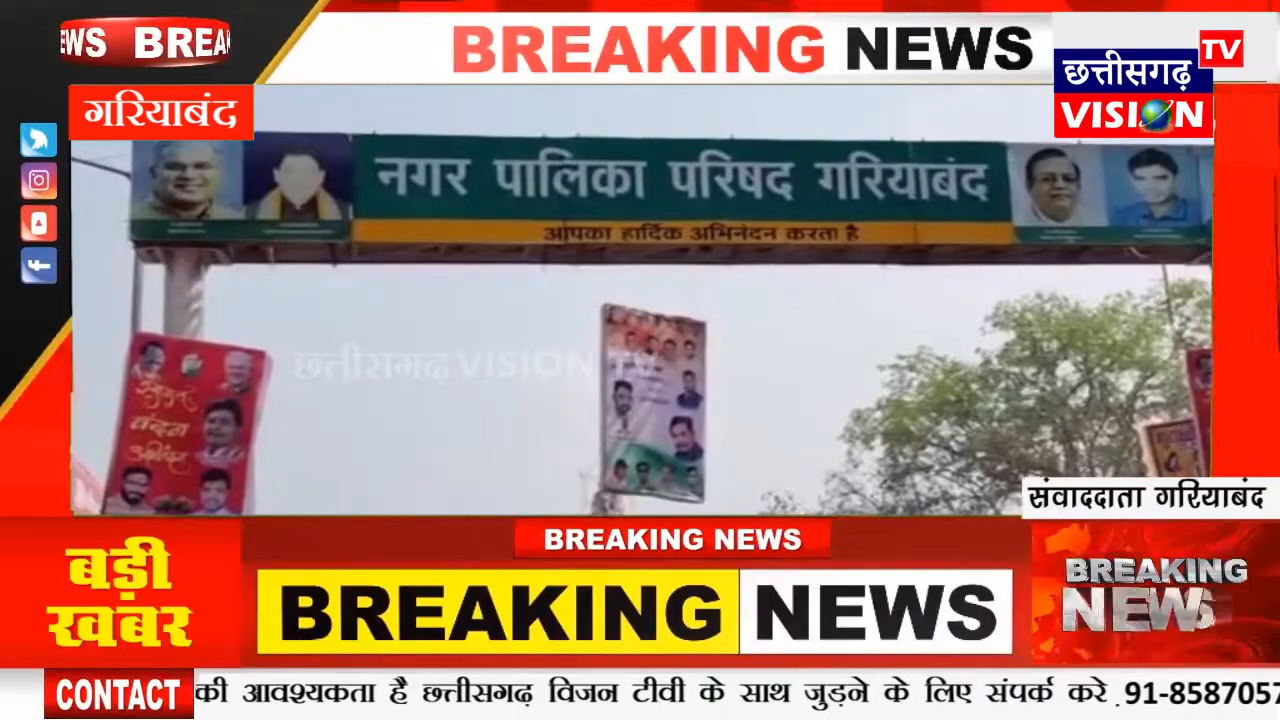 EWS BREA
BREAKING NEWS
TV
छत्तीसगढ़
VISION
गरियाबंद
नगर पालिका परिषद गरियाबंद
आपका हार्दिक अभिनंदन करता है
छत्तीसगढ़ VISION TV
संवाददाता गरियाबंद
BREAKING NEWS
बड़ी
खबर
BREAKING NEWS
BREAKING
NEWS
CONTACT
की आवश्यकता है छत्तीसगढ़ विजन टीवी के साथ जुड़ने के लिए संपर्क करे . 91-8587057